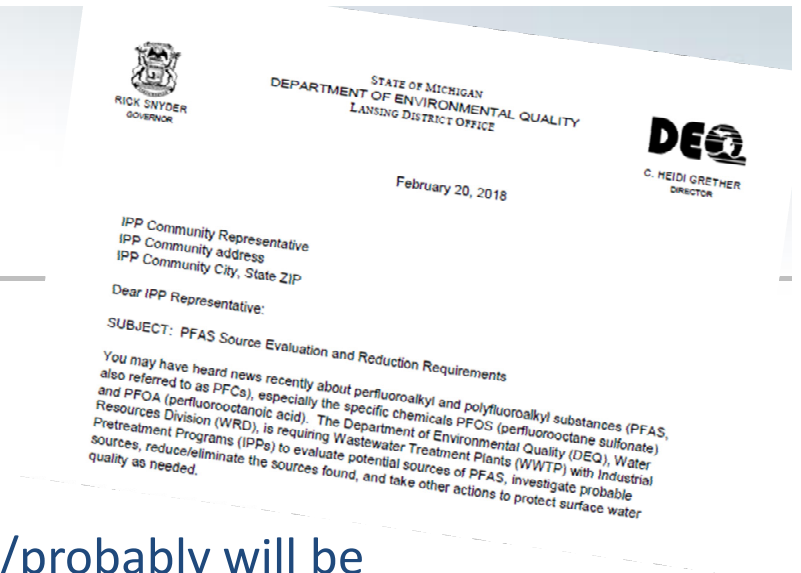 STATE OF MICHIGAN
DEPARTMENT OF ENVIRONMENTAL QUALITY
LANSING DISTRICT OFFICE
RICK SNYDER
GOVERNOR
DEQ
C. HEIDI GRETHER
DIRECTOR
February 20, 2018
IPP Community Representative
IPP Community address
IPP Community City, State ZIP
Dear IPP Representative:
SUBJECT: PFAS Source Evaluation and Reduction Requirements
You may have heard news recently about perfluoroalkyl and polyfluoroalkyl substances (PFAS,
also referred to as PFCs), especially the specific chemicals PFOS (perfluorooctane sulfonate)
and PFOA (perfluorooctanoic acid). The Department of Environmental Quality (DEQ), Water
Resources Division (WRD), is requiring Wastewater Treatment Plants (WWTP) with Industrial
Pretreatment Programs (IPPs) to evaluate potential sources of PFAS, investigate probable
sources, reduce/eliminate the sources found, and take other actions to protect surface water
quality as needed.
/probably will be